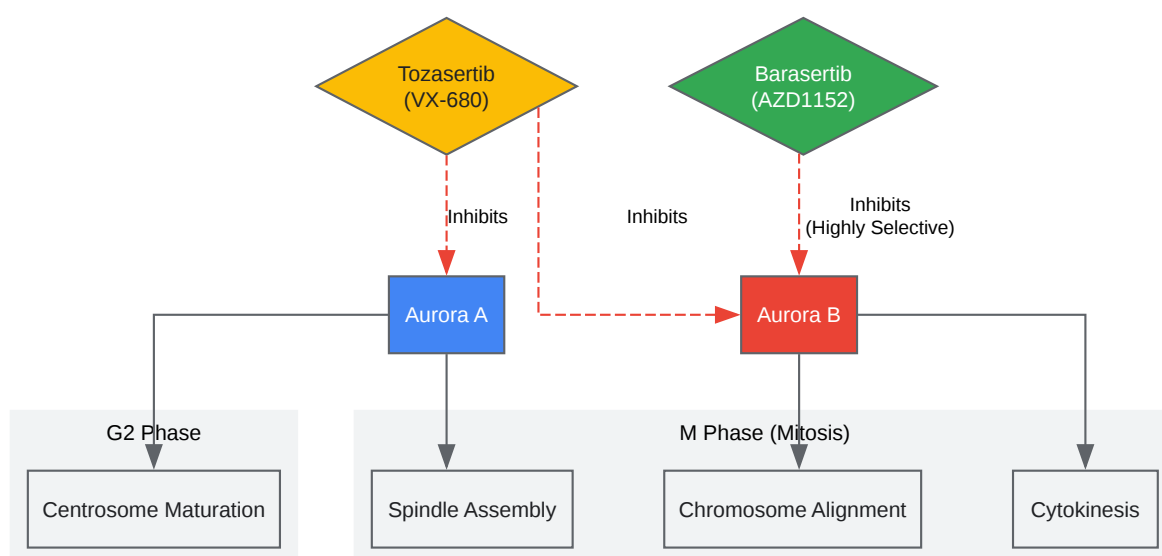 Tozasertib
(VX-680)
Barasertib
(AZD1152)
Inhibits
Inhibits
Inhibits
(Highly Selective)
Aurora A
Aurora B
G2 Phase
M Phase (Mitosis)
Centrosome Maturation
Spindle Assembly
Chromosome Alignment
Cytokinesis